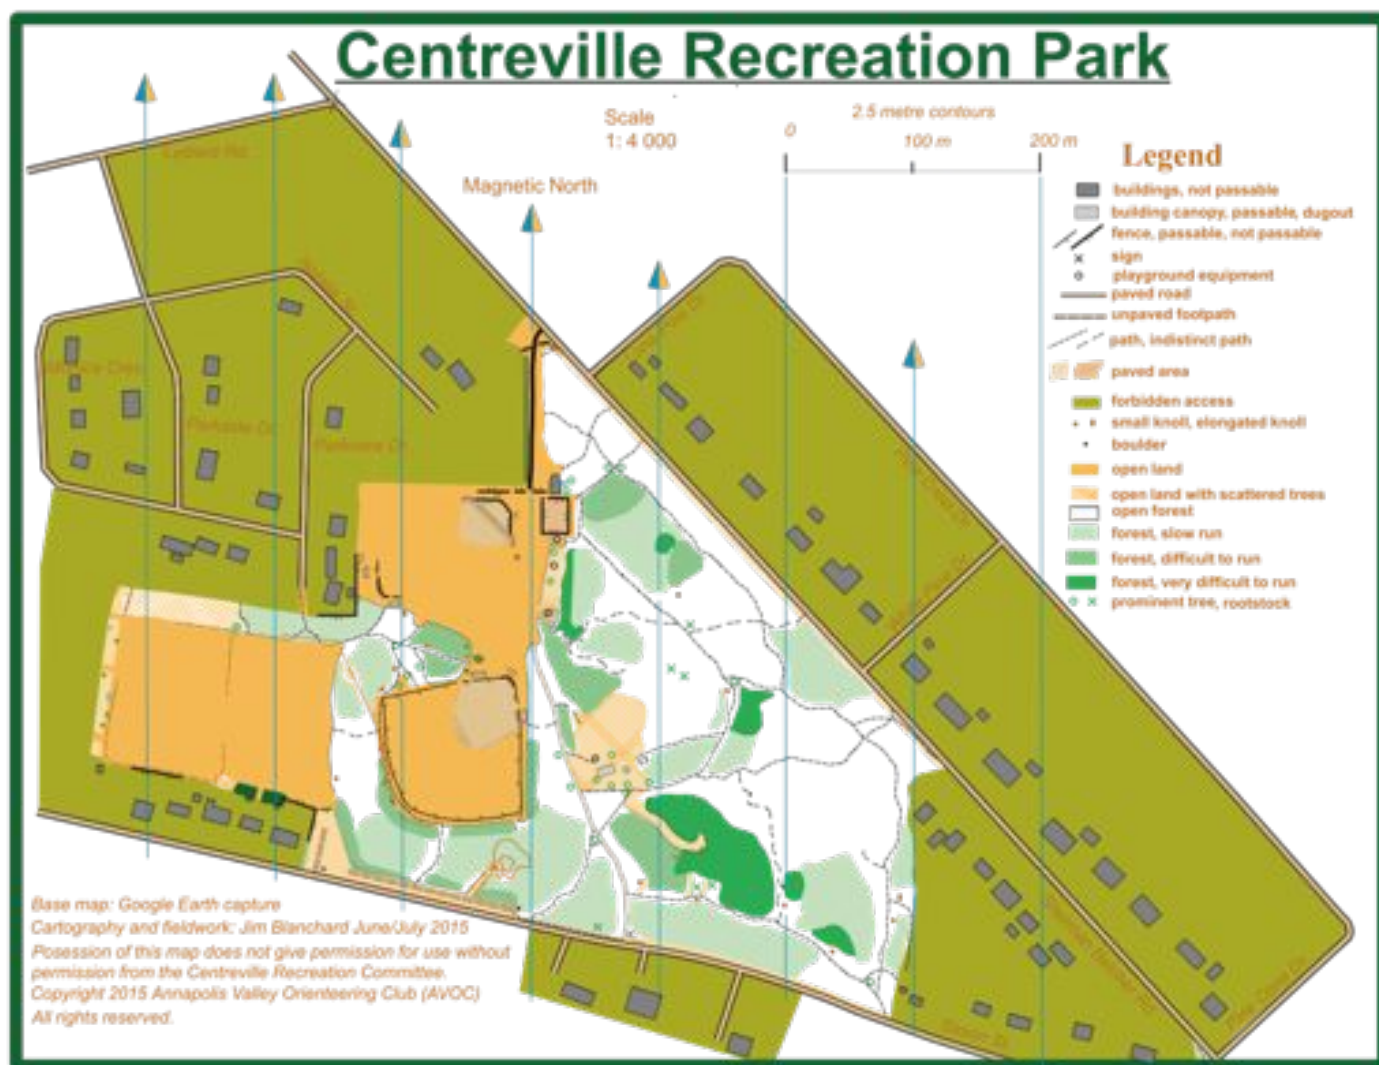 Centreville Recreation Park
Scale
1: 4 000
2.5 metre contours
0
100 m
200 m
Magnetic North
Legend
buildings, not passable
building canopy, passable, dugout
fence, passable, not passable
sign
playground equipment
paved road
unpaved footpath
path, indistinct path
paved area
forbidden access
small knoll, elongated knoll
boulder
open land
open land with scattered trees
open forest
forest, slow run
forest, difficult to run
forest, very difficult to run
prominent tree, rootstock
Parkside Dr
Base map: Google Earth capture
Cartography and fieldwork: Jim Blanchard June/July 2015
Posession of this map does not give permission for use without
permission from the Centreville Recreation Committee.
Copyright 2015 Annapolis Valley Orienteering Club (AVOC)
All rights reserved.